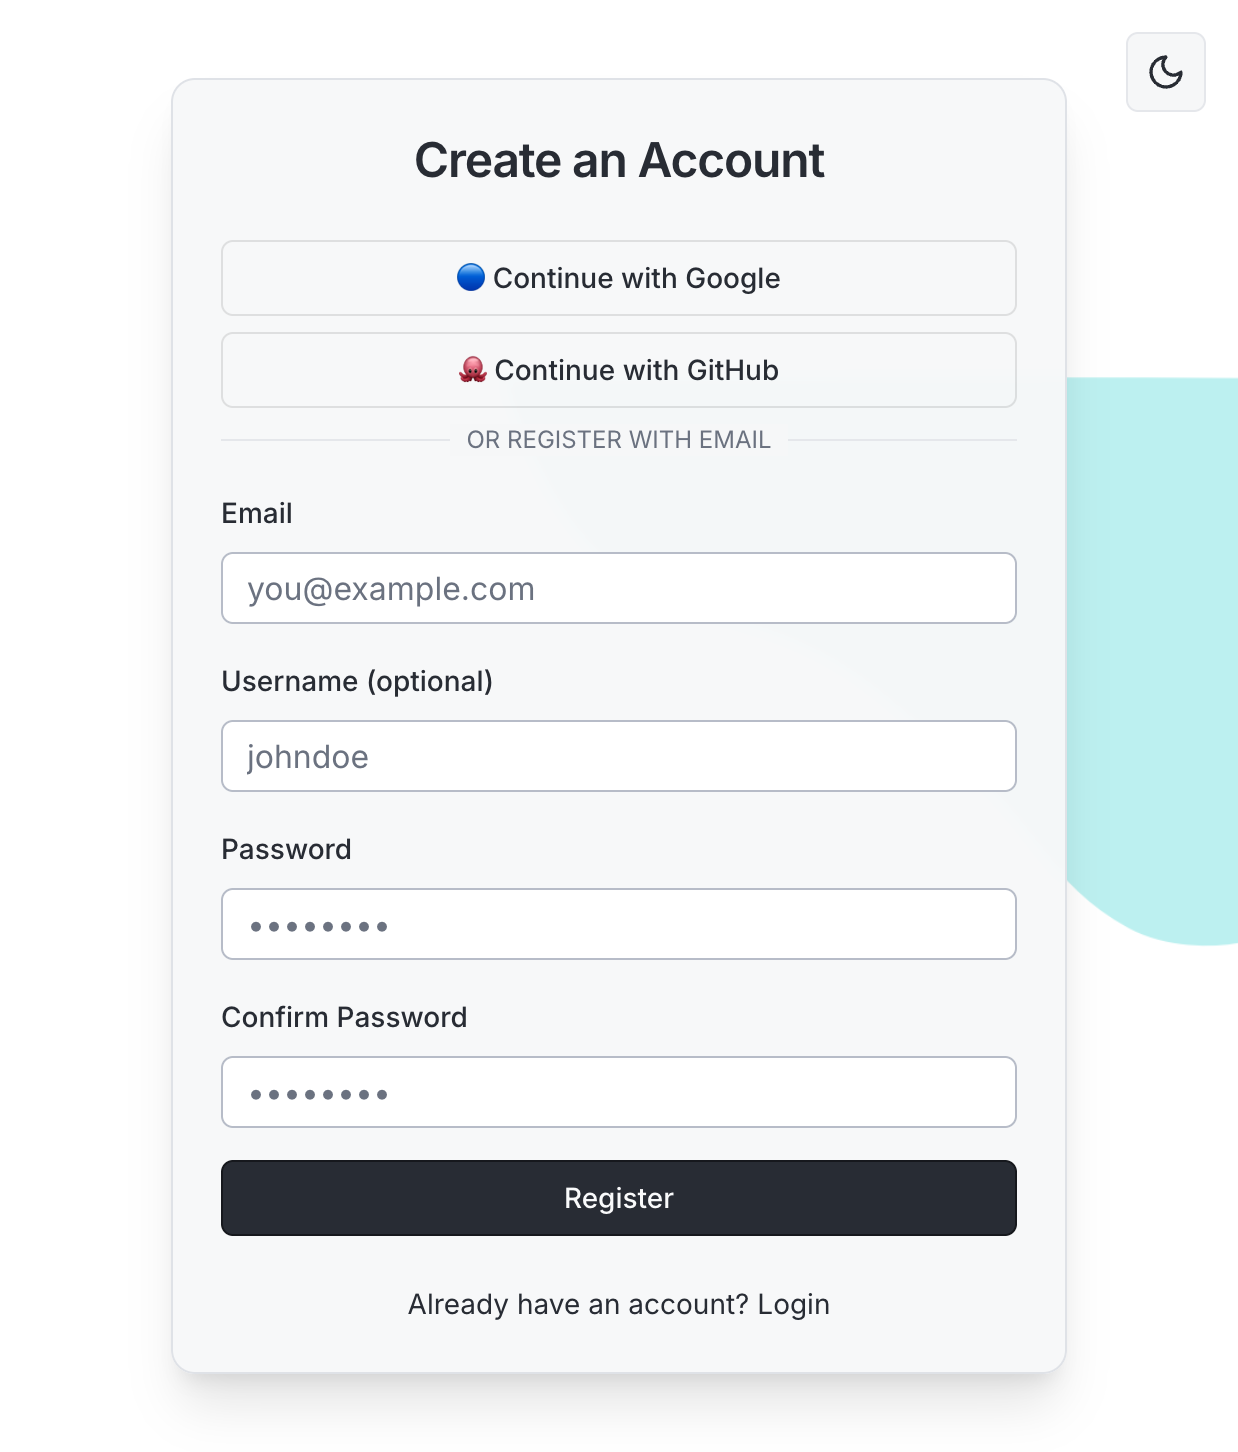 Create an Account
Continue with Google
Continue with GitHub
OR REGISTER WITH EMAIL
Email
you@example.com
Username (optional)
johndoe
Password
••••••••
Confirm Password
••••••••
Register
Already have an account? Login